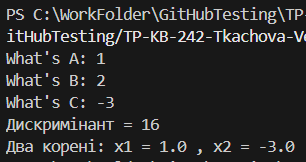 PS C:\WorkFolder\GitHubTesting\TP-
itHubTesting/TP-KB-242-Tkachova-Ve
What's A: 1
What's B: 2
What's C: -3
Дискримінант = 16
Два корені: x1 = 1.0 , x2 = -3.0